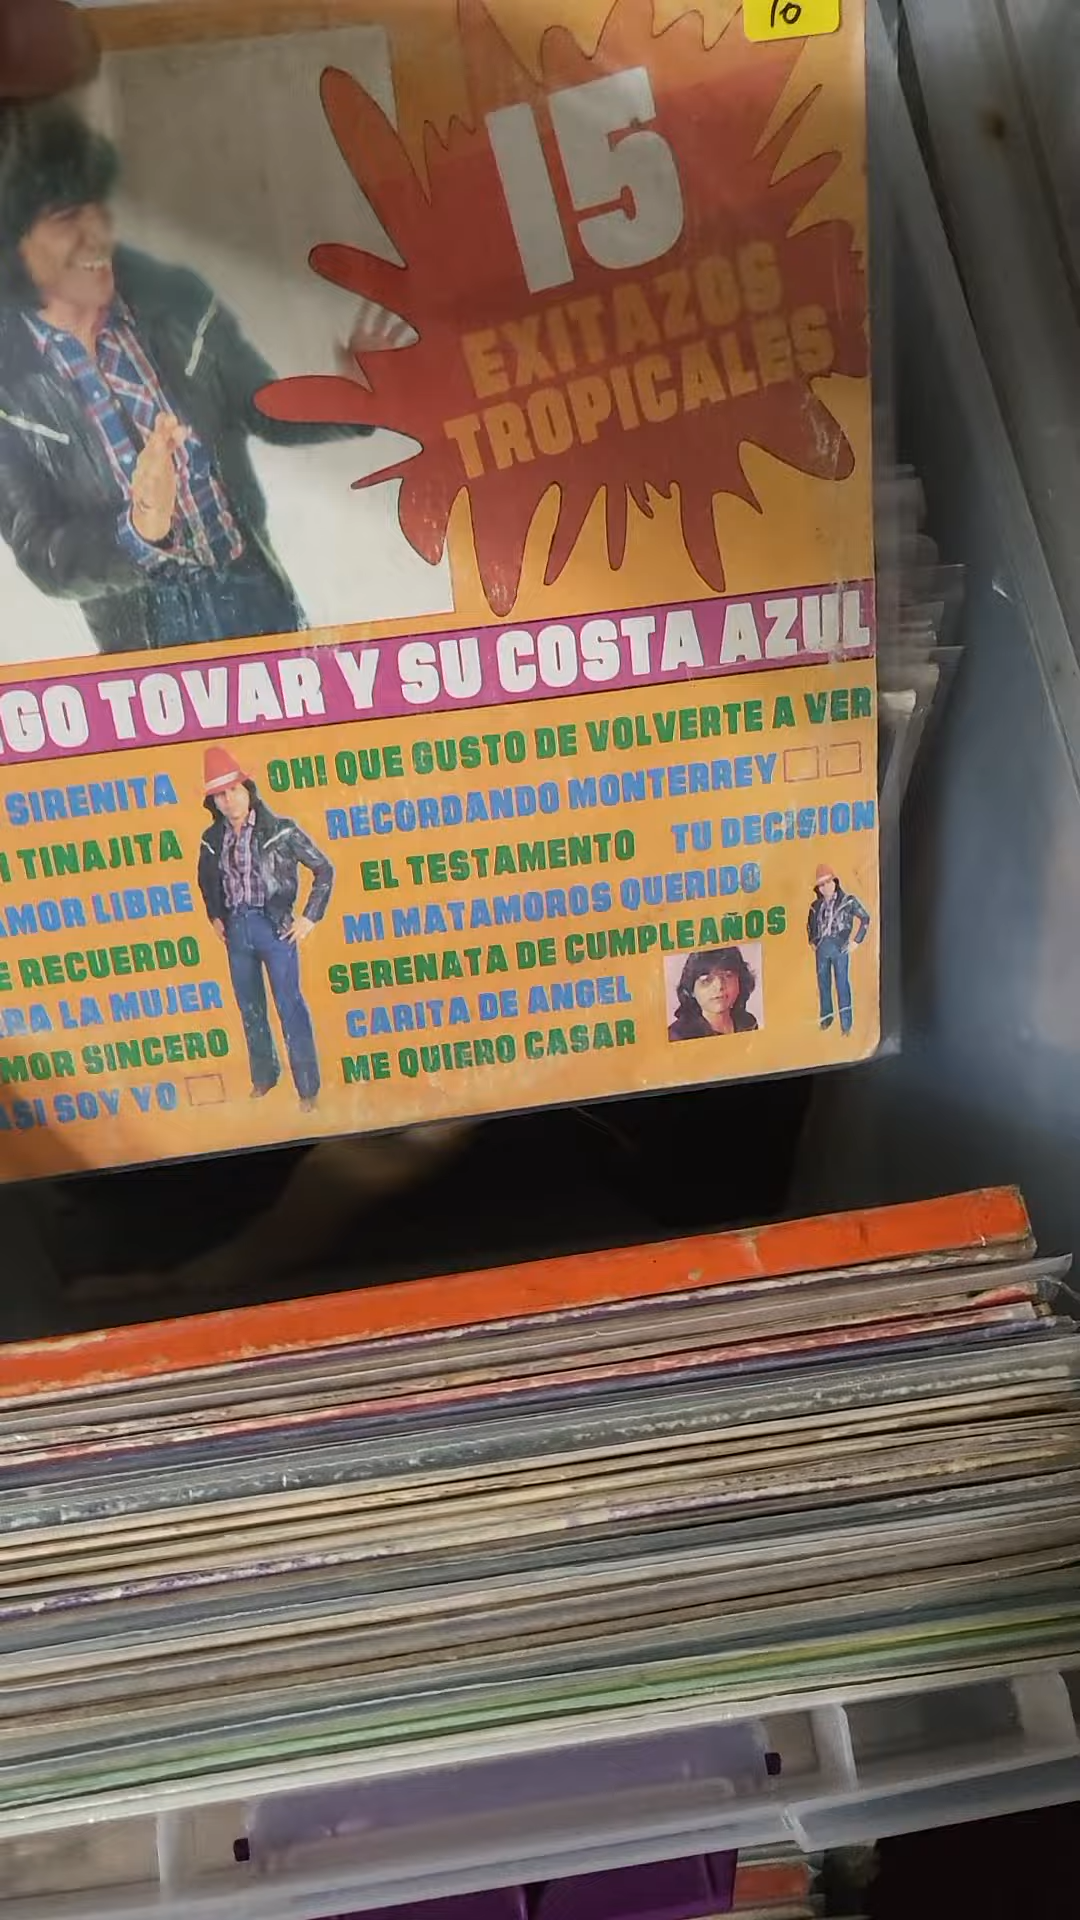 10
15
EXITAZOS
TROPICALES
GO TOVAR Y SU COSTA AZUL
SIRENITA
I TINAJITA
AMOR LIBRE
E RECUERDO
RA LA MUJER
MOR SINCERO
ASI SOY YO
OH! QUE GUSTO DE VOLVERTE A VER
RECORDANDO MONTERREY
EL TESTAMENTO TU DECISION
MI MATAMOROS QUERIDO
SERENATA DE CUMPLEAÑOS
CARITA DE ANGEL
ME QUIERO CASAR